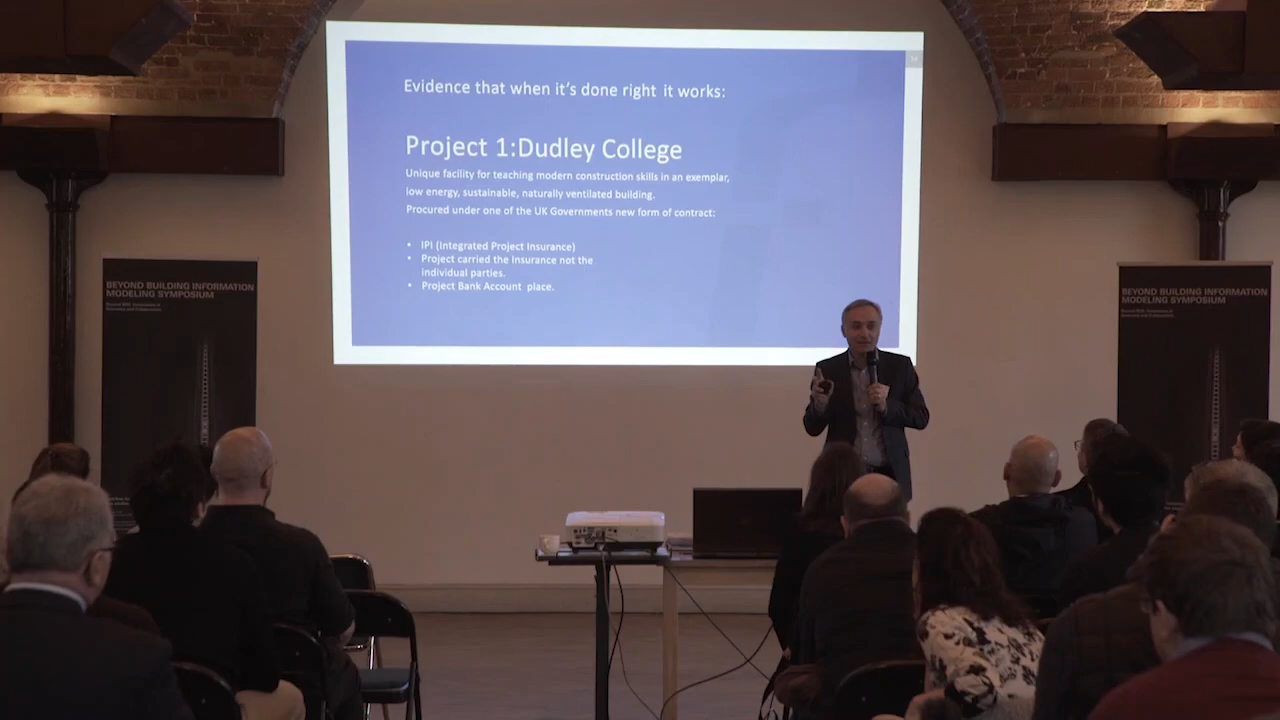 14
Evidence that when it's done right it works:
Project 1:Dudley College
Unique facility for teaching modern construction skills in an exemplar,
low energy, sustainable, naturally ventilated building.
Procured under one of the UK Governments new form of contract:
• IPI (Integrated Project Insurance)
• Project carried the Insurance not the
individual parties.
• Project Bank Account place.
BEYOND BUILDING INFORMATION
MODELING SYMPOSIUM
BEYOND BUILDING INFORMATION
MODELING SYMPOSIUM